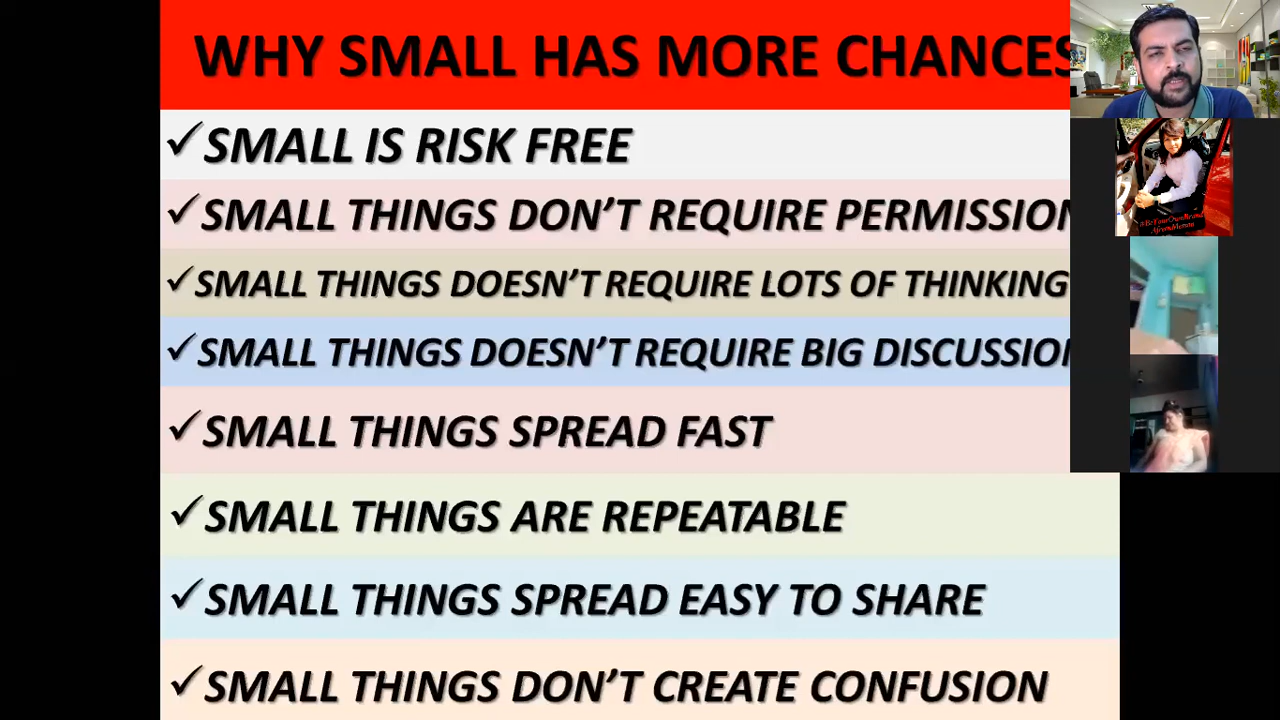 WHY SMALL HAS MORE CHANCES
✓SMALL IS RISK FREE
✓SMALL THINGS DON'T REQUIRE PERMISSION
✓SMALL THINGS DOESN'T REQUIRE LOTS OF THINKING
✓SMALL THINGS DOESN'T REQUIRE BIG DISCUSSION
✓SMALL THINGS SPREAD FAST
✓SMALL THINGS ARE REPEATABLE
✓SMALL THINGS SPREAD EASY TO SHARE
✓SMALL THINGS DON'T CREATE CONFUSION